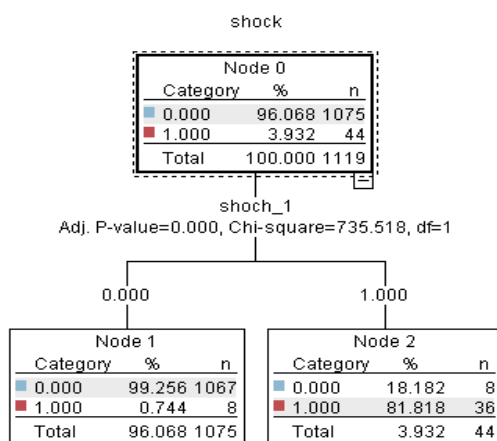 shock
Node 0
Category % n
0.000 96.068 1075
1.000 3.932 44
Total 100.000 1119
shoch_1
Adj. P-value=0.000, Chi-square=735.518, df=1
0.000 1.000
Node 1
Category % n
0.000 99.256 1067
1.000 0.744 8
Total 96.068 1075
Node 2
Category % n
0.000 18.182 8
1.000 81.818 36
Total 3.932 44